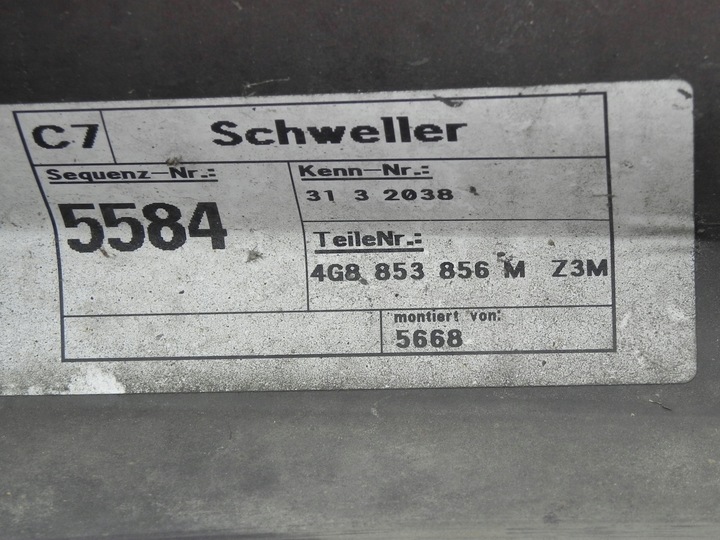 C7 Schweller
Sequenz-Nr.: Kenn-Nr.:
5584 31 3 2038
TeileNr.:
4G8 853 856 M Z3M
montiert von:
5668